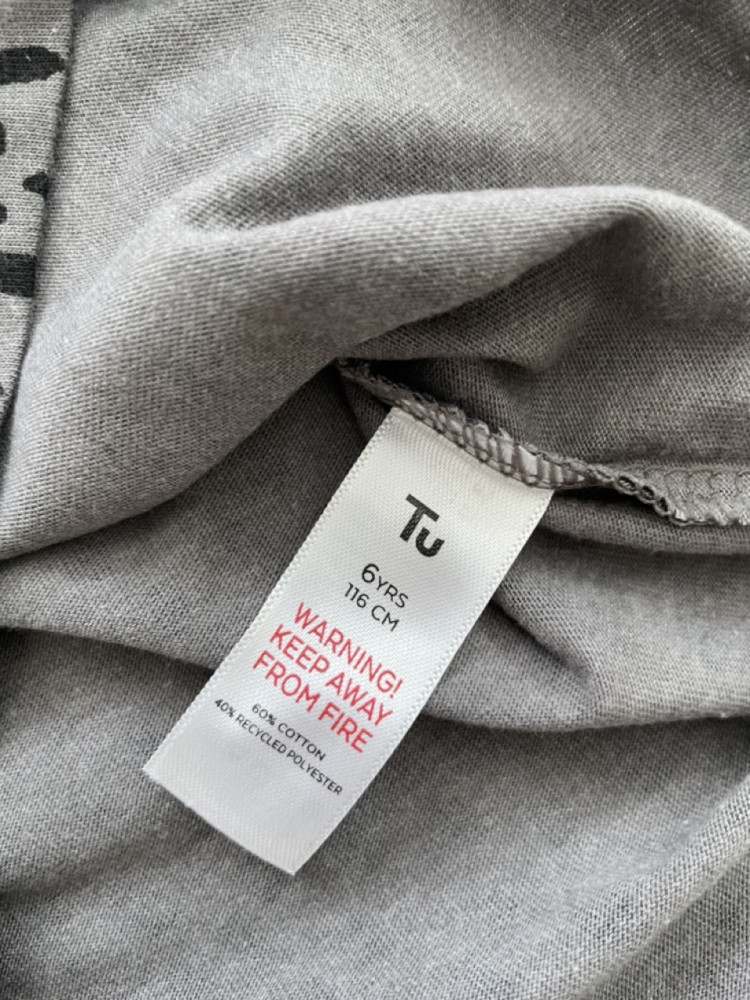 Tu
6YRS
116 CM
WARNING!
KEEP AWAY
FROM FIRE
60% COTTON
40% RECYCLED POLYESTER